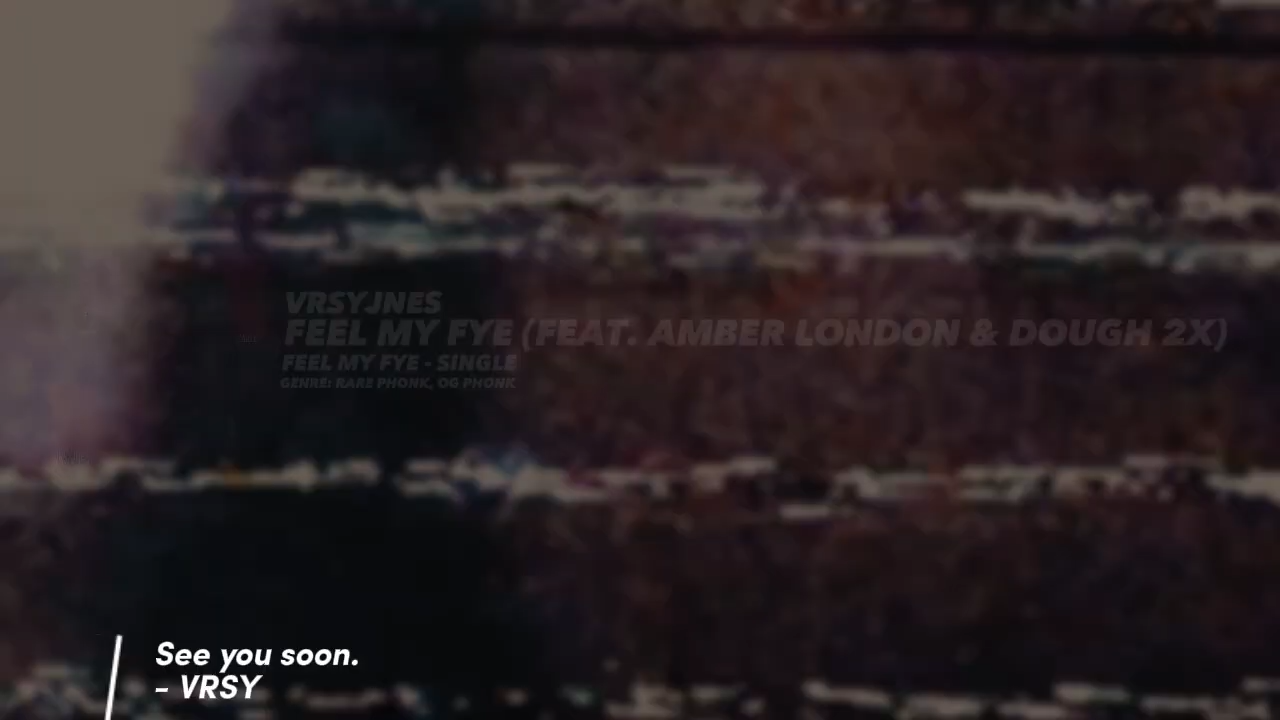 VRSYJNES
FEEL MY FYE (FEAT. AMBER LONDON & DOUGH 2X)
FEEL MY FYE - SINGLE
GENRE: RARE PHONK, OG PHONK
See you soon.
- VRSY